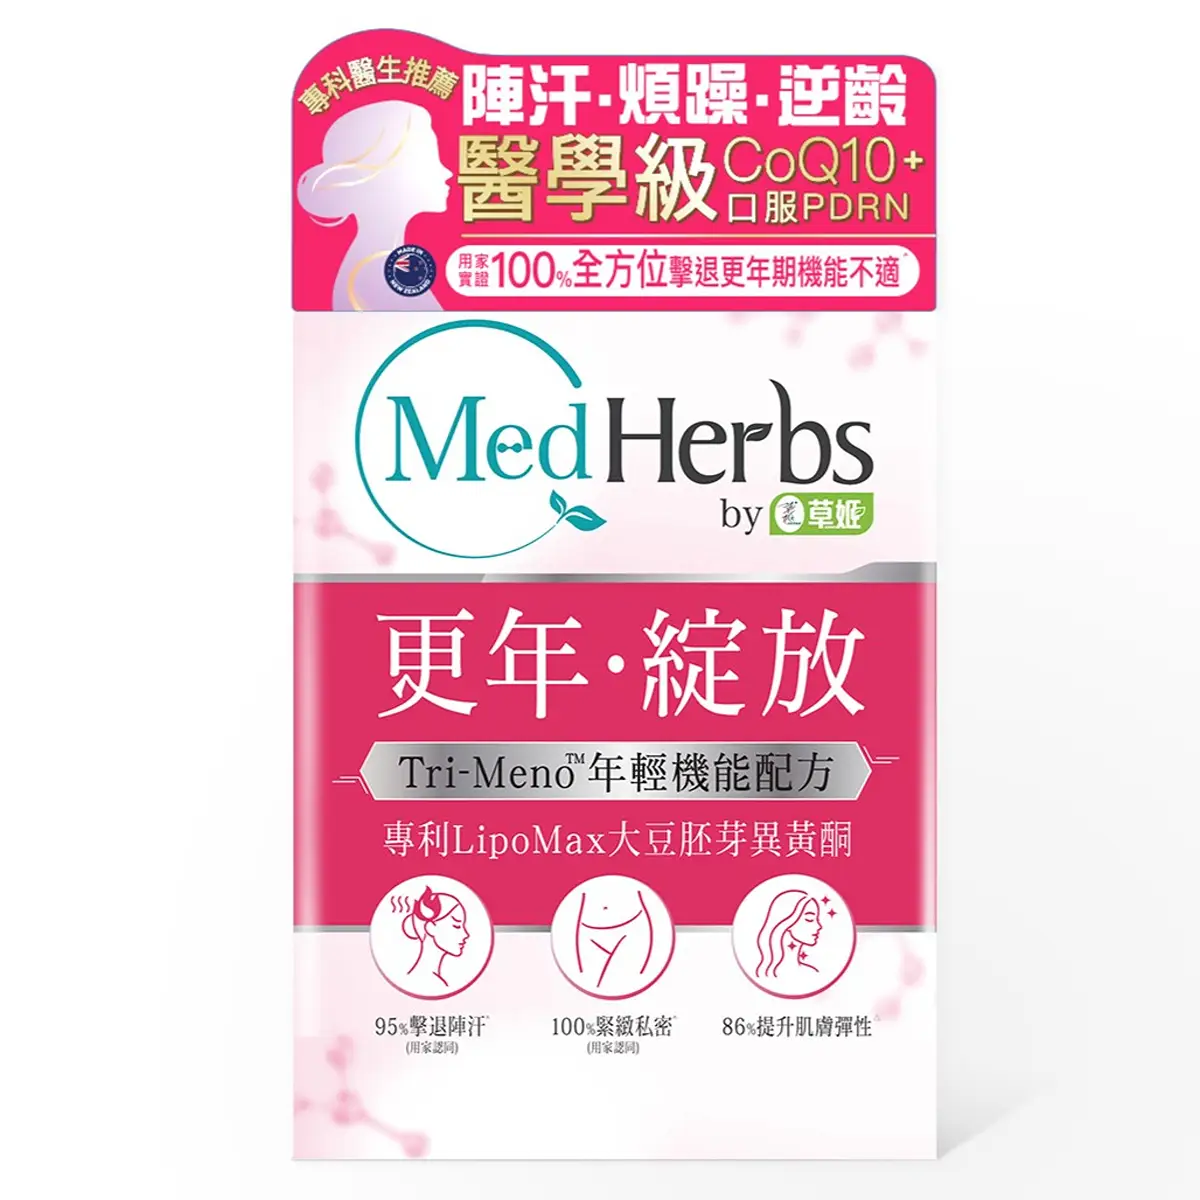 專科醫生推薦
陣汗·煩躁·逆齡
醫學級 CoQ10+
口服PDRN
MADE IN
NEW ZEALAND
用家實證 100% 全方位擊退更年期機能不適^
MedHerbs
by 草姬
更年·綻放
Tri-Meno™年輕機能配方
專利LipoMax大豆胚芽異黃酮
95%擊退陣汗^
(用家認同)
100%緊緻私密^
(用家認同)
86%提升肌膚彈性△